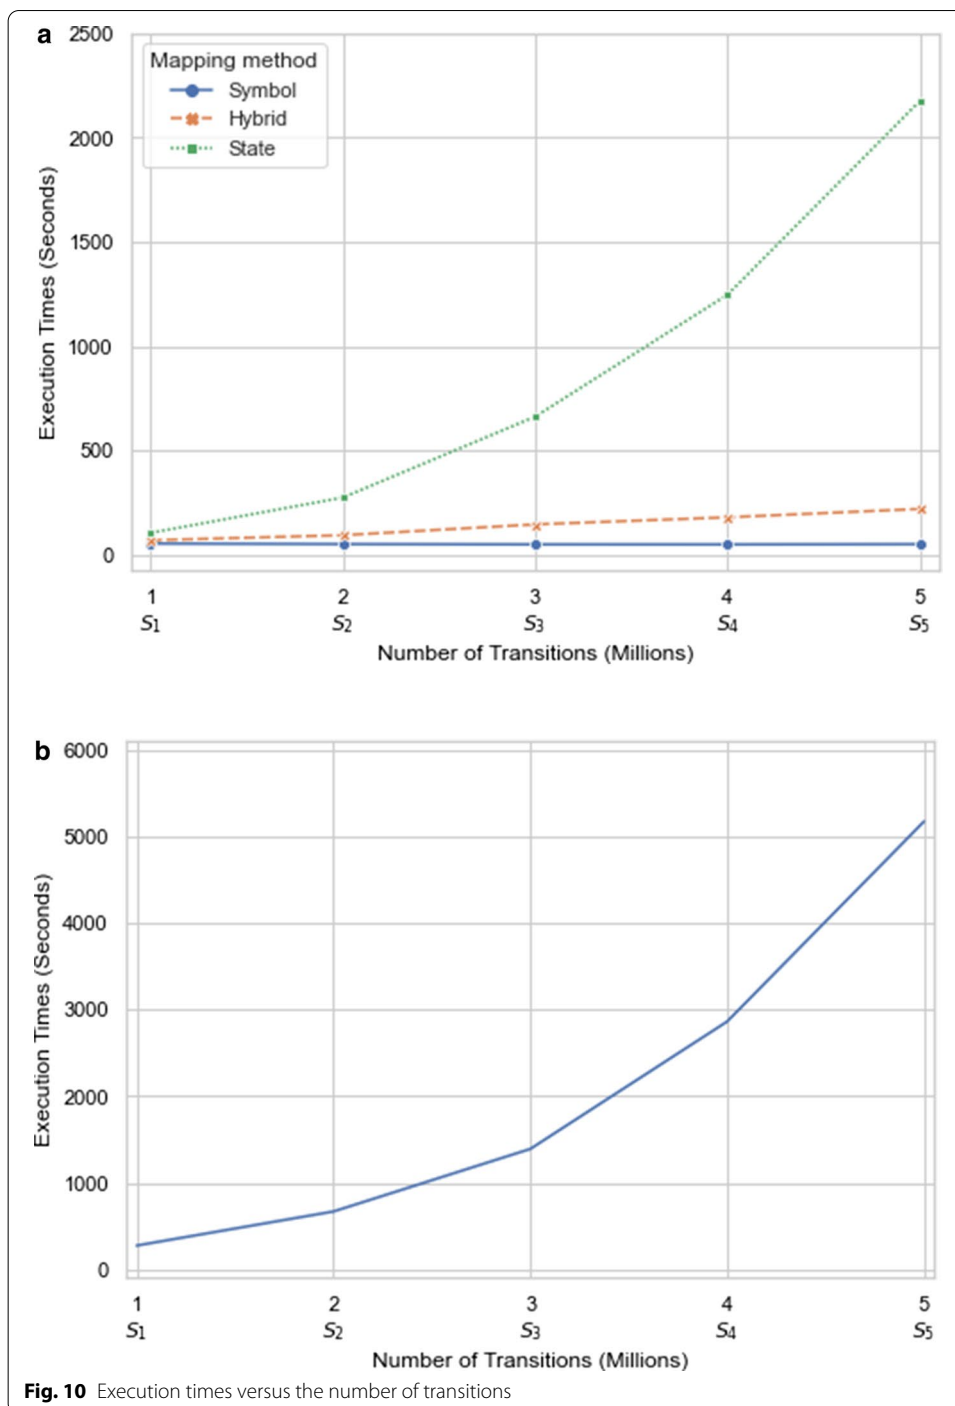 a
2500
Mapping method
Symbol
Hybrid
State
2000
1500
1000
500
0
Execution Times (Seconds)
1 2 3 4 5
S1 S2 S3 S4 S5
Number of Transitions (Millions)
b
6000
5000
4000
3000
2000
1000
0
Execution Times (Seconds)
1 2 3 4 5
S1 S2 S3 S4 S5
Number of Transitions (Millions)
Fig. 10 Execution times versus the number of transitions